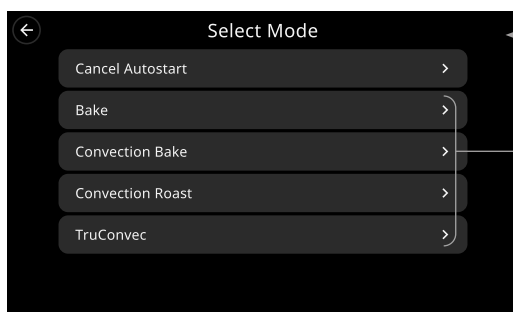 Select Mode
Cancel Autostart
Bake
Convection Bake
Convection Roast
TruConvec